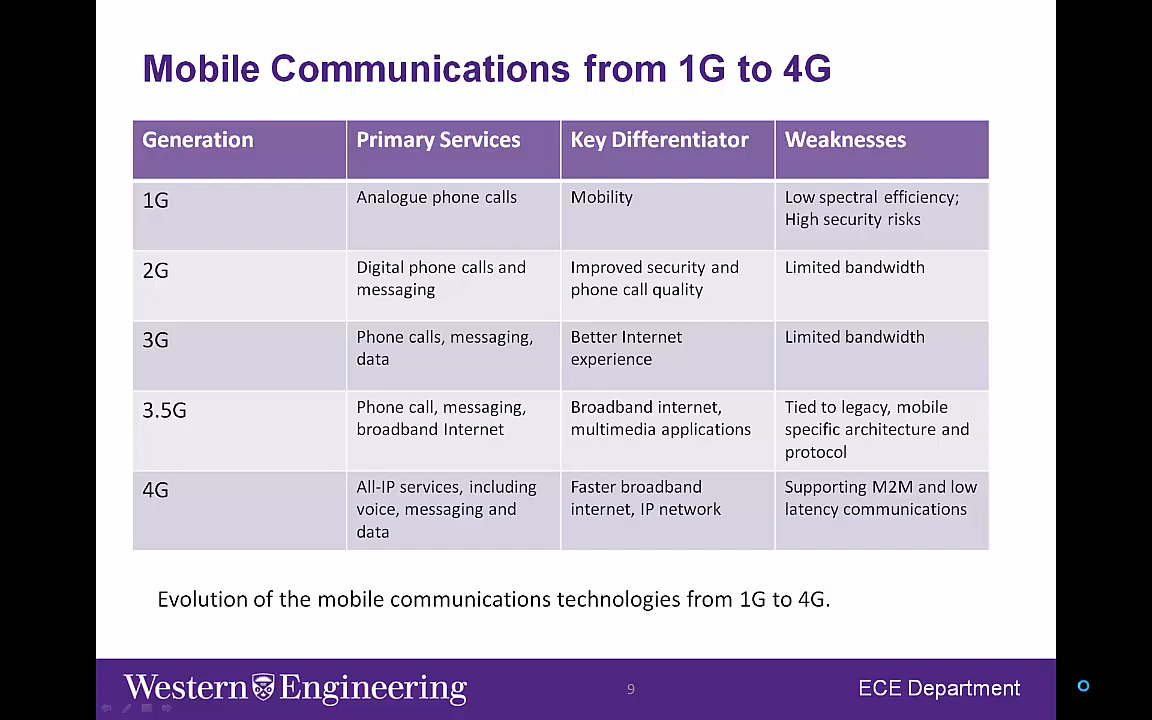 Mobile Communications from 1G to 4G
Generation
Primary Services
Key Differentiator
Weaknesses
1G
Analogue phone calls
Mobility
Low spectral efficiency;
High security risks
2G
Digital phone calls and
messaging
Improved security and
phone call quality
Limited bandwidth
3G
Phone calls, messaging,
data
Better Internet
experience
Limited bandwidth
3.5G
Phone call, messaging,
broadband Internet
Broadband internet,
multimedia applications
Tied to legacy, mobile
specific architecture and
protocol
4G
All-IP services, including
voice, messaging and
data
Faster broadband
internet, IP network
Supporting M2M and low
latency communications
Evolution of the mobile communications technologies from 1G to 4G.
Western Engineering
9
ECE Department